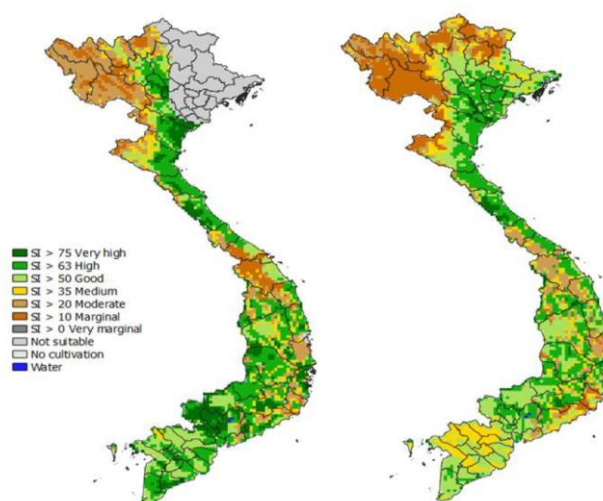 SI > 75 Very high
SI > 63 High
SI > 50 Good
SI > 35 Medium
SI > 20 Moderate
SI > 10 Marginal
SI > 0 Very marginal
Not suitable
No cultivation
Water